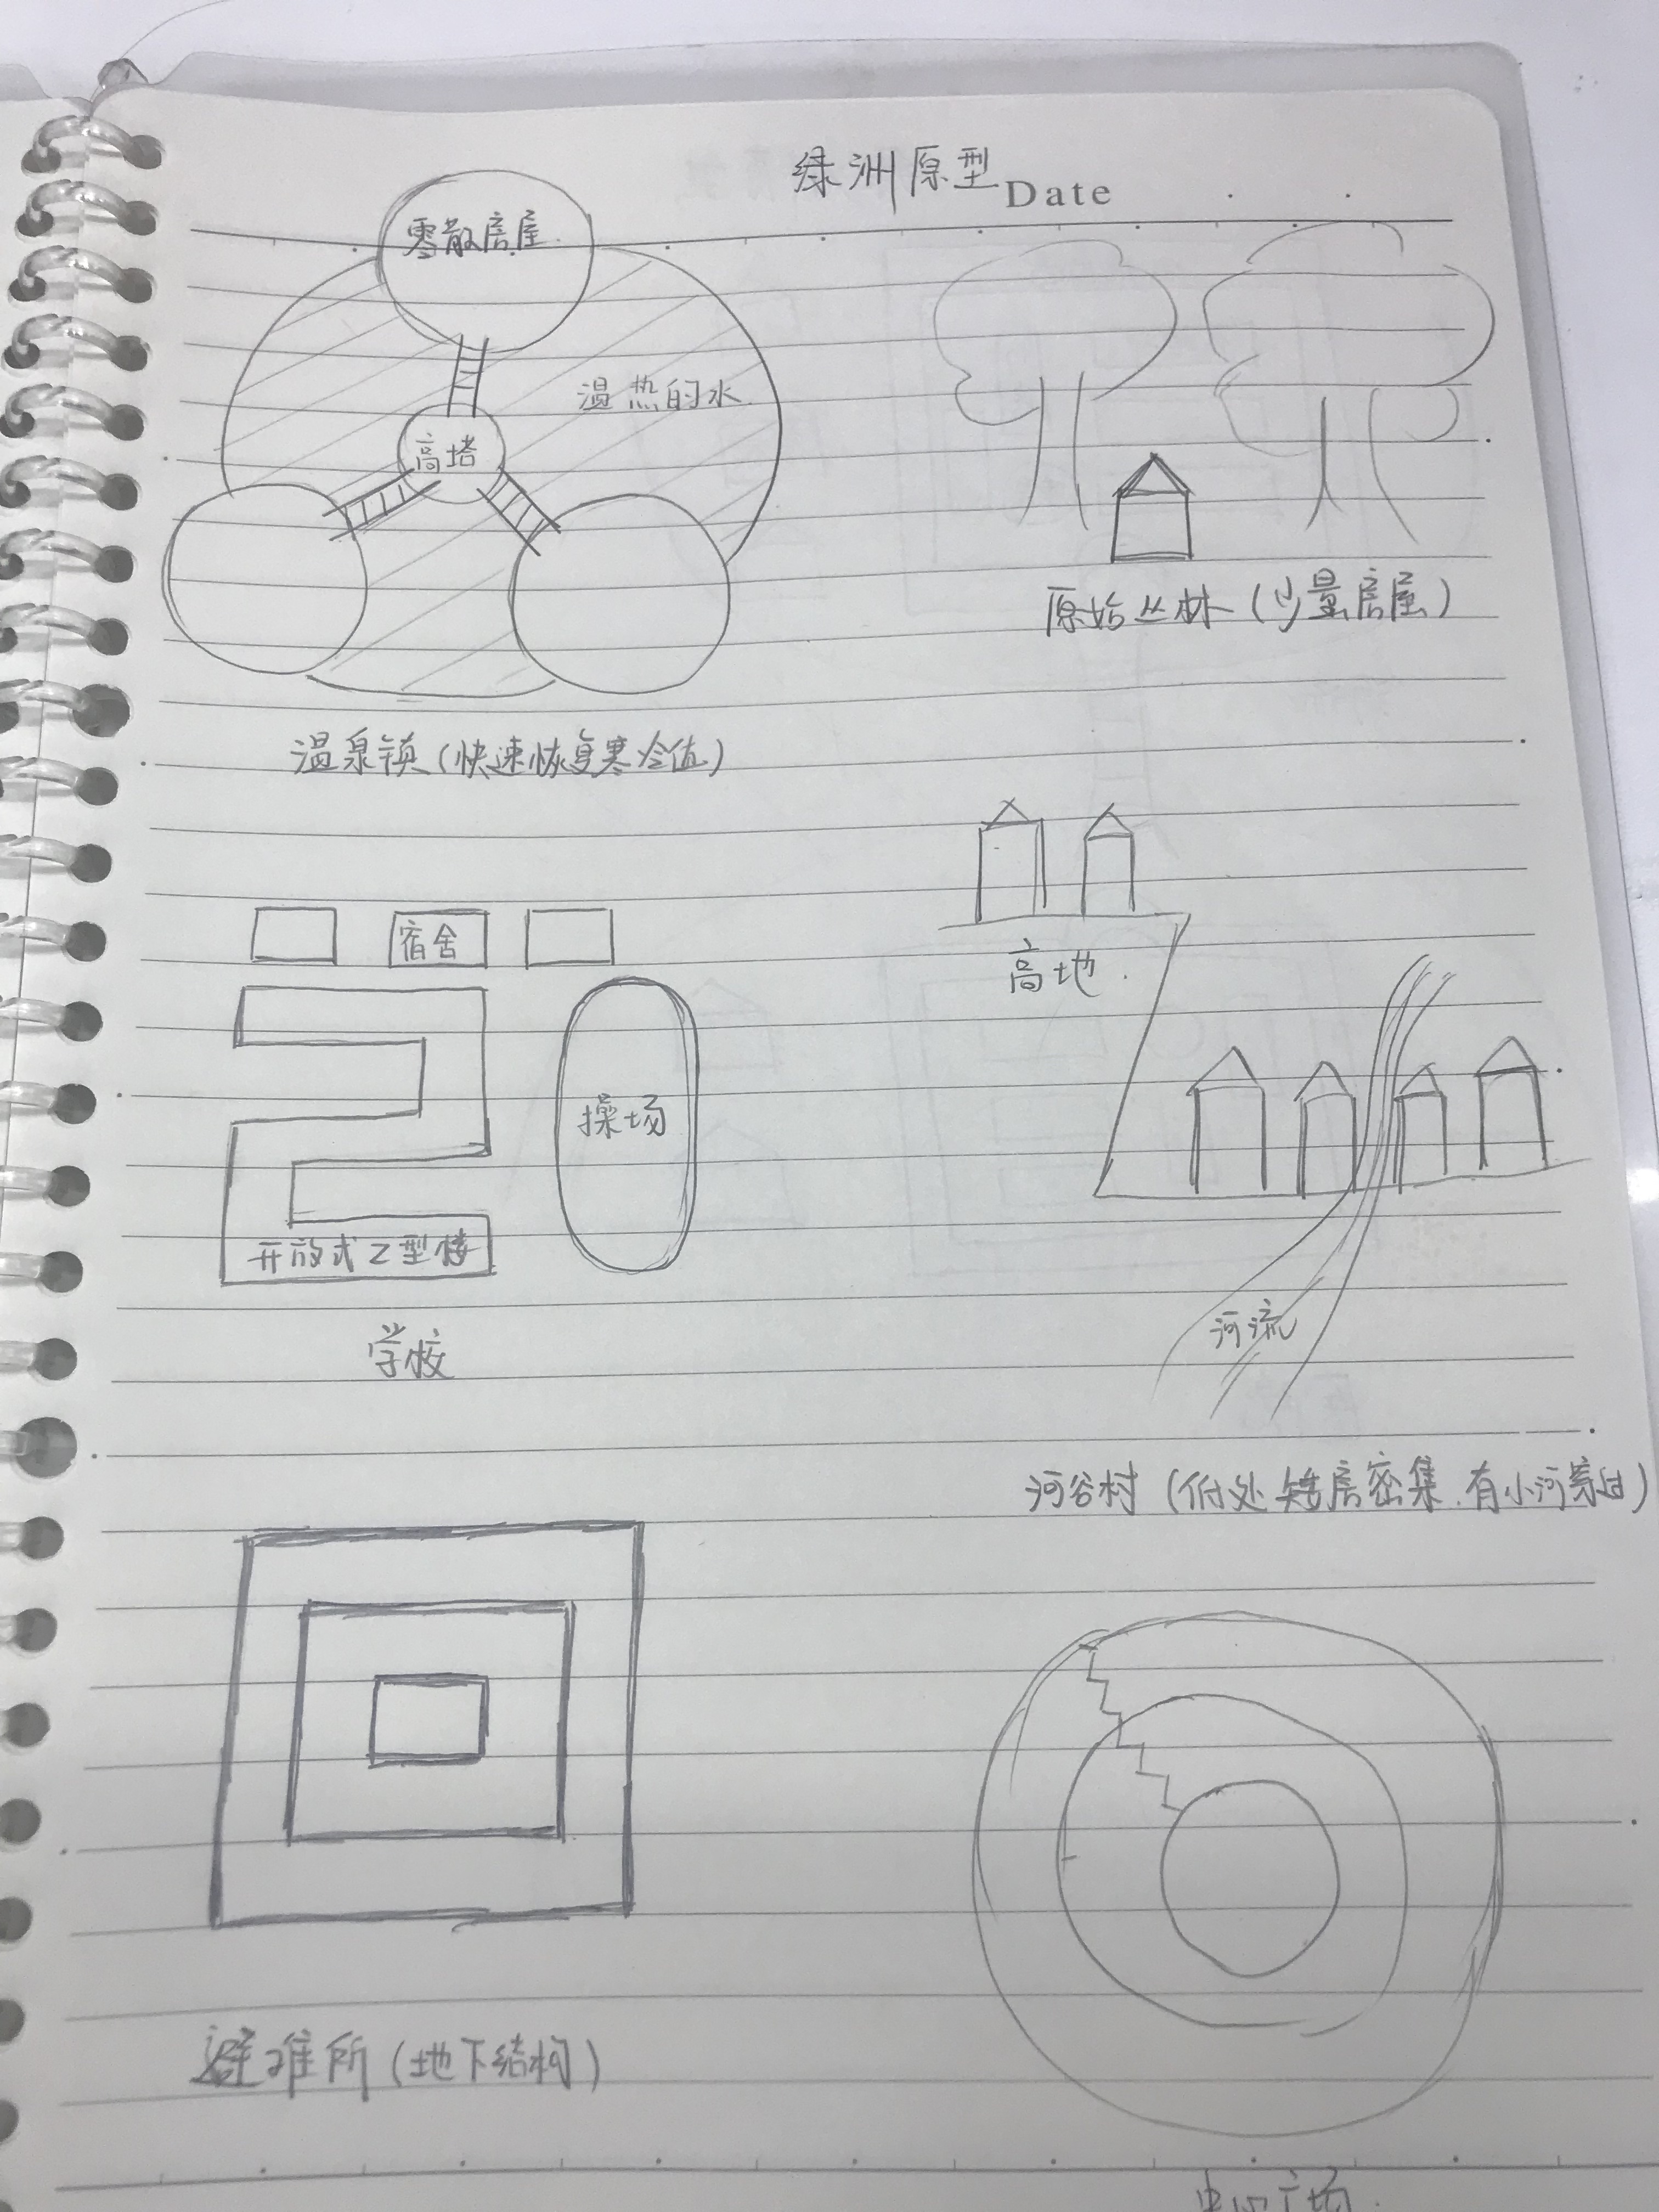 绿洲原型
Date
零散房屋
温热的水
高塔
原始丛林(少量房屋)
温泉镇(快速恢复寒冷值)
宿舍
高地
操场
开放式Z型楼
河流
学校
河谷村(低处矮房密集.有小河穿过)
避难所(地下结构)
中心广场